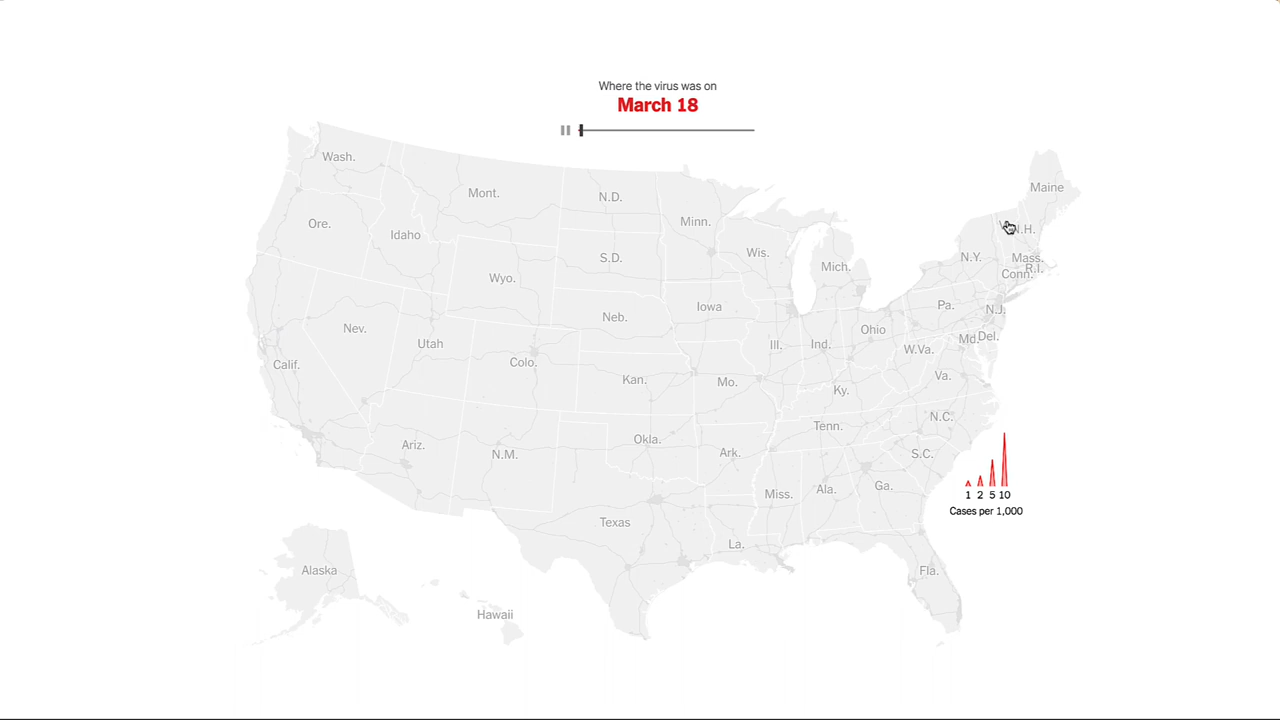 Where the virus was on
March 18
Wash.
Mont.
N.D.
Minn.
Maine
Ore.
Idaho
N.H.
S.D.
Wis.
Mich.
N.Y.
Mass.
R.I.
Conn.
Wyo.
Neb.
Iowa
Pa.
N.J.
Nev.
Utah
Ill.
Ind.
Ohio
Md.
Del.
W.Va.
Calif.
Colo.
Kan.
Mo.
Ky.
Va.
Ariz.
N.M.
Okla.
Ark.
Tenn.
N.C.
S.C.
Miss.
Ala.
Ga.
1 2 5 10
Cases per 1,000
Texas
La.
Fla.
Alaska
Hawaii